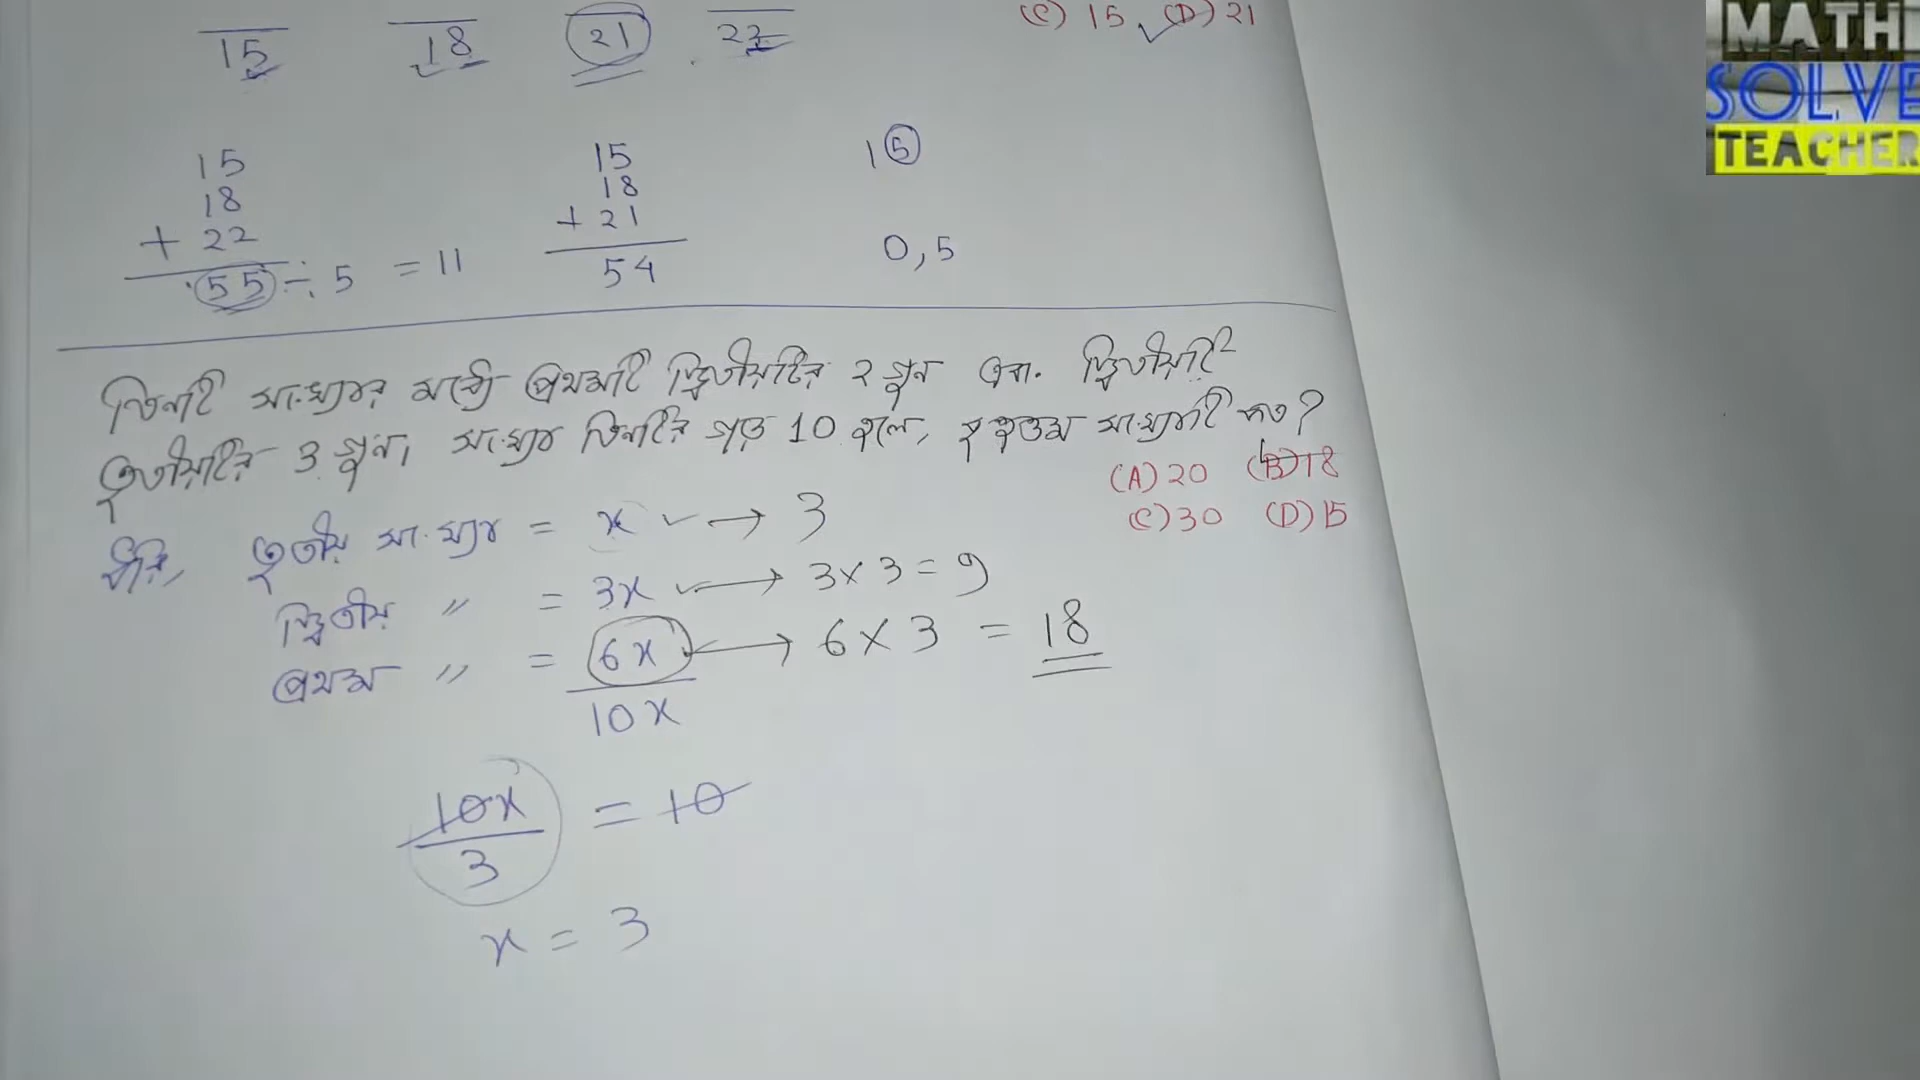 (C) 15 (D) 21
15 18 21 22
15 15 1 5
18 18
+ 22 + 21 0, 5
55 ÷ 5 = 11 54
তিনটি সংখ্যার মধ্যে প্রথমটি দ্বিতীয়টির 2 গুন এবং দ্বিতীয়টি
তৃতীয়টির 3 গুন। সংখ্যা তিনটির গড় 10 হলে, বৃহত্তম সংখ্যাটি কত?
(A) 20 (B) 18
(C) 30 (D) 15
ধরি, তৃতীয় সংখ্যা = x → 3
দ্বিতীয় " = 3x → 3 × 3 = 9
প্রথম " = 6x → 6 × 3 = 18
10x
10x/3 = 10
x = 3
MATH
SOLVE
TEACHER